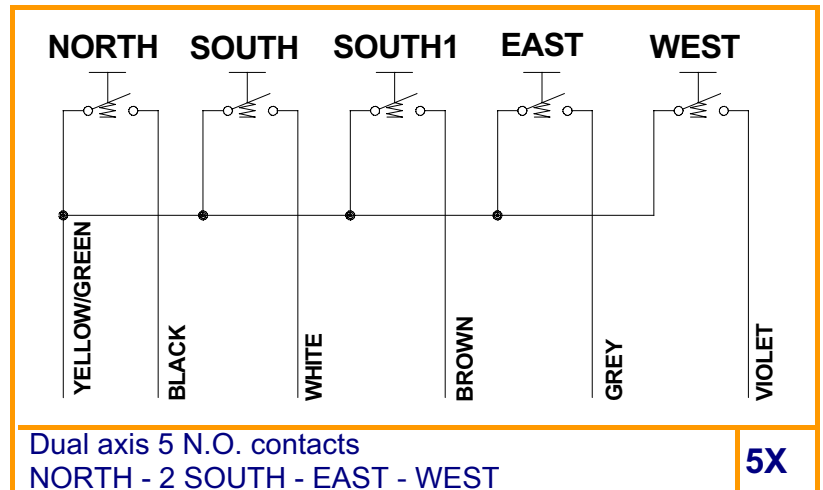 NORTH SOUTH SOUTH1 EAST WEST
YELLOW/GREEN
BLACK
WHITE
BROWN
GREY
VIOLET
Dual axis 5 N.O. contacts
NORTH - 2 SOUTH - EAST - WEST
5X